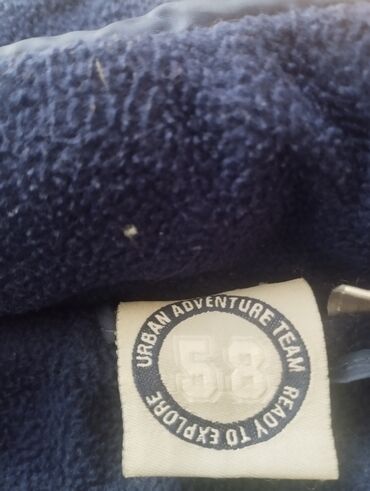 URBAN ADVENTURE TEAM
58
READY TO EXPLORE